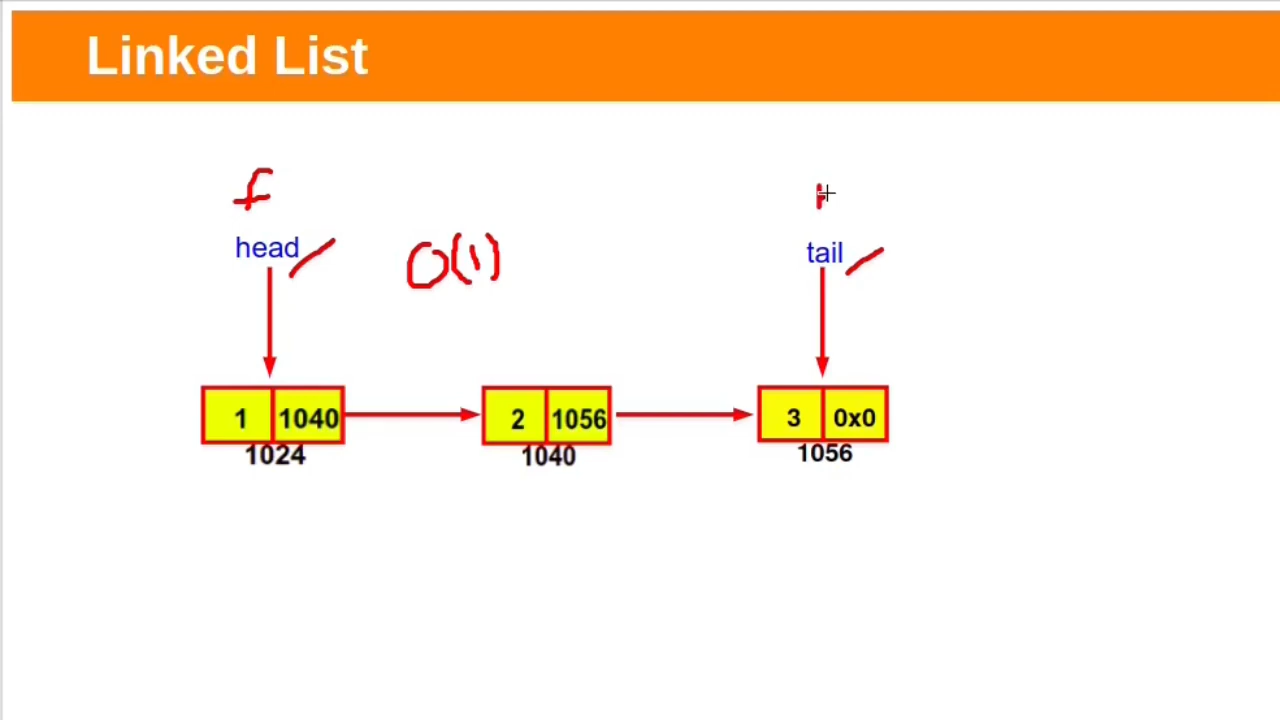 Linked List
f
head
O(1)
tail
1 1040
2 1056
3 0x0
1024
1040
1056